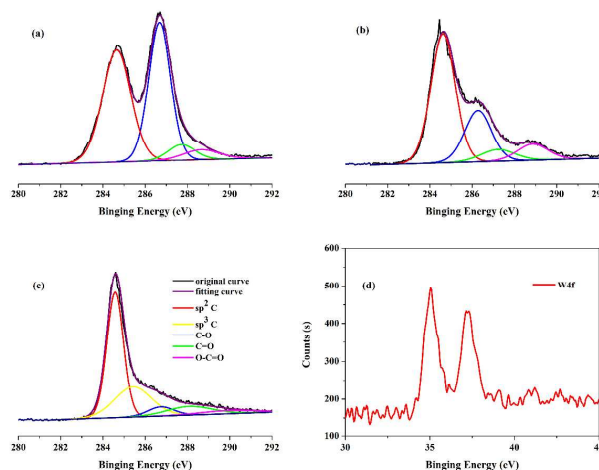 (a)
280 282 284 286 288 290 292
Binging Energy (eV)
(b)
280 282 284 286 288 290 292
Binging Energy (eV)
(c)
original curve
fitting curve
sp² C
sp³ C
C-O
C=O
O-C=O
280 282 284 286 288 290 292
Binging Energy (eV)
(d)
W4f
600
500
400
300
200
100
Counts (s)
30 35 40 4
Binging Energy (eV)